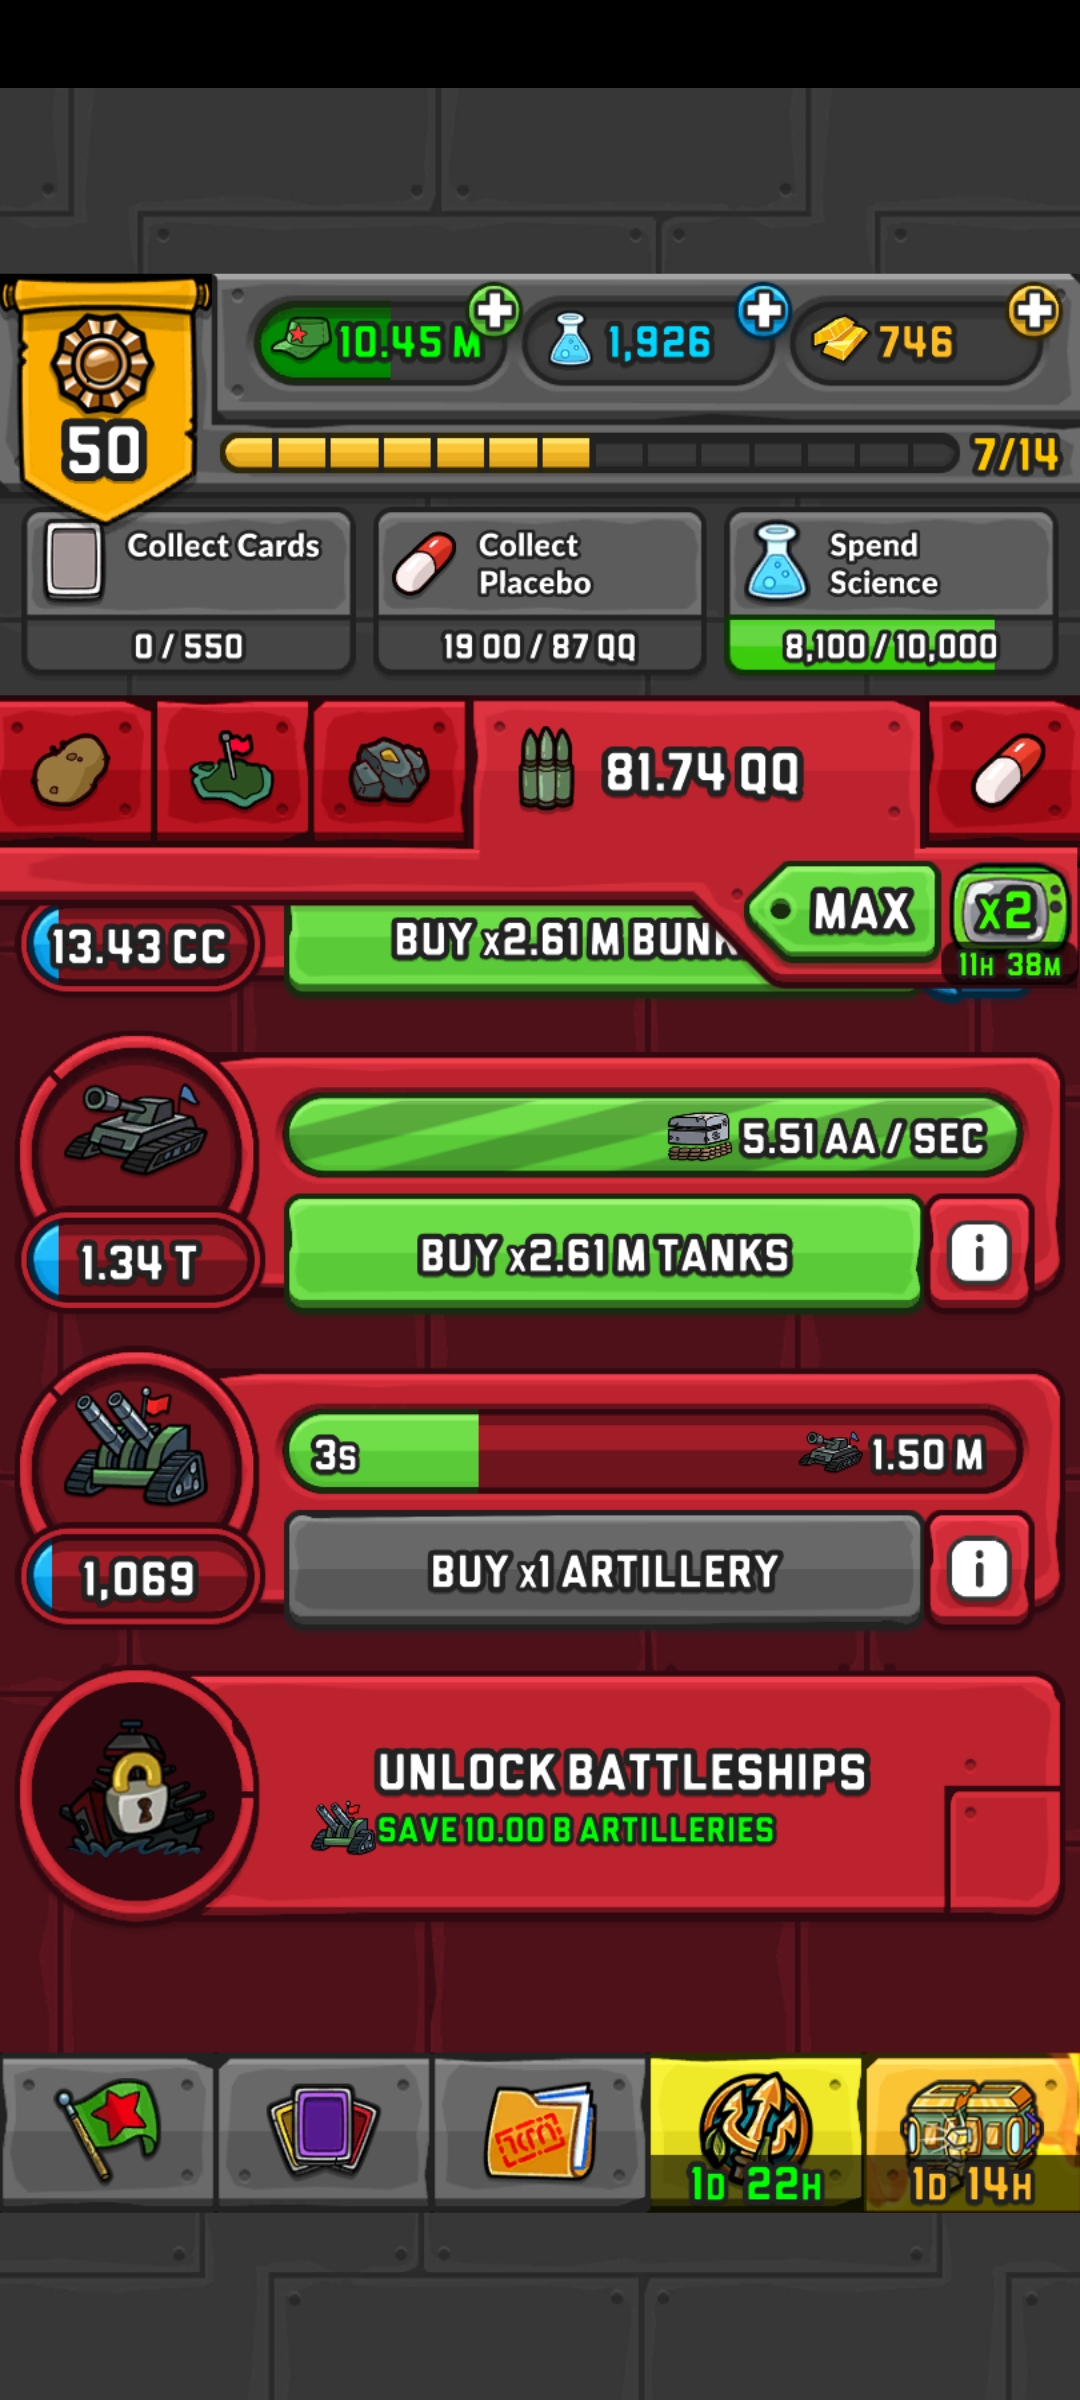 10.45 M
1,926
746
50
7/14
Collect Cards
0 / 550
Collect
Placebo
19 OO / 87 QQ
Spend
Science
8,100 / 10,000
81.74 QQ
MAX
x2
11H 38M
13.43 CC
BUY x2.61 M
5.51 AA / SEC
1.34 T
BUY x2.61 M TANKS
3s
1.50 M
1,069
BUY x1 ARTILLERY
UNLOCK BATTLESHIPS
SAVE 10.00 B ARTILLERIES
1D 22H
1D 14H